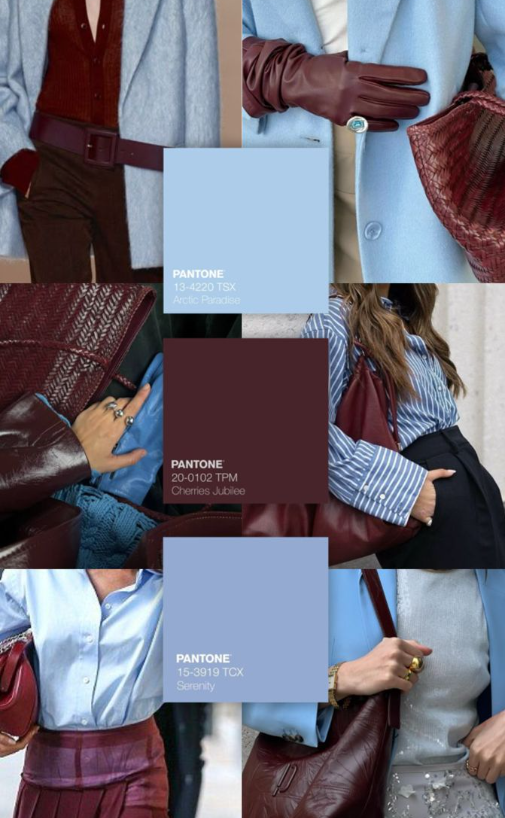 PANTONE
13-4220 TSX
Arctic Paradise
PANTONE
20-0102 TPM
Cherries Jubilee
PANTONE
15-3919 TCX
Serenity